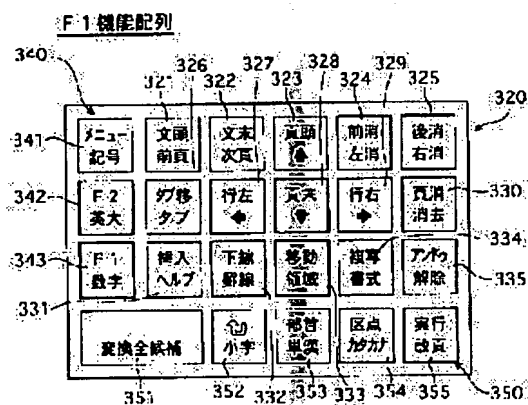 F1機能配列
340
326
322
327
323
328
324
329
325
320
341
メニュー
記号
文頭
前頁
文末
次頁
頁頭
前消
左消
後消
右消
342
F2
英大
タブ移
タブ
行左
←
頁末
行右
→
頁消
消去
330
334
343
F1
数字
挿入
ヘルプ
下線
罫線
移動
領域
複写
書式
アンドゥ
解除
335
331
変換全候補
小字
部首
区点
カタカナ
実行
改頁
351
352
332
353
333
354
355
350